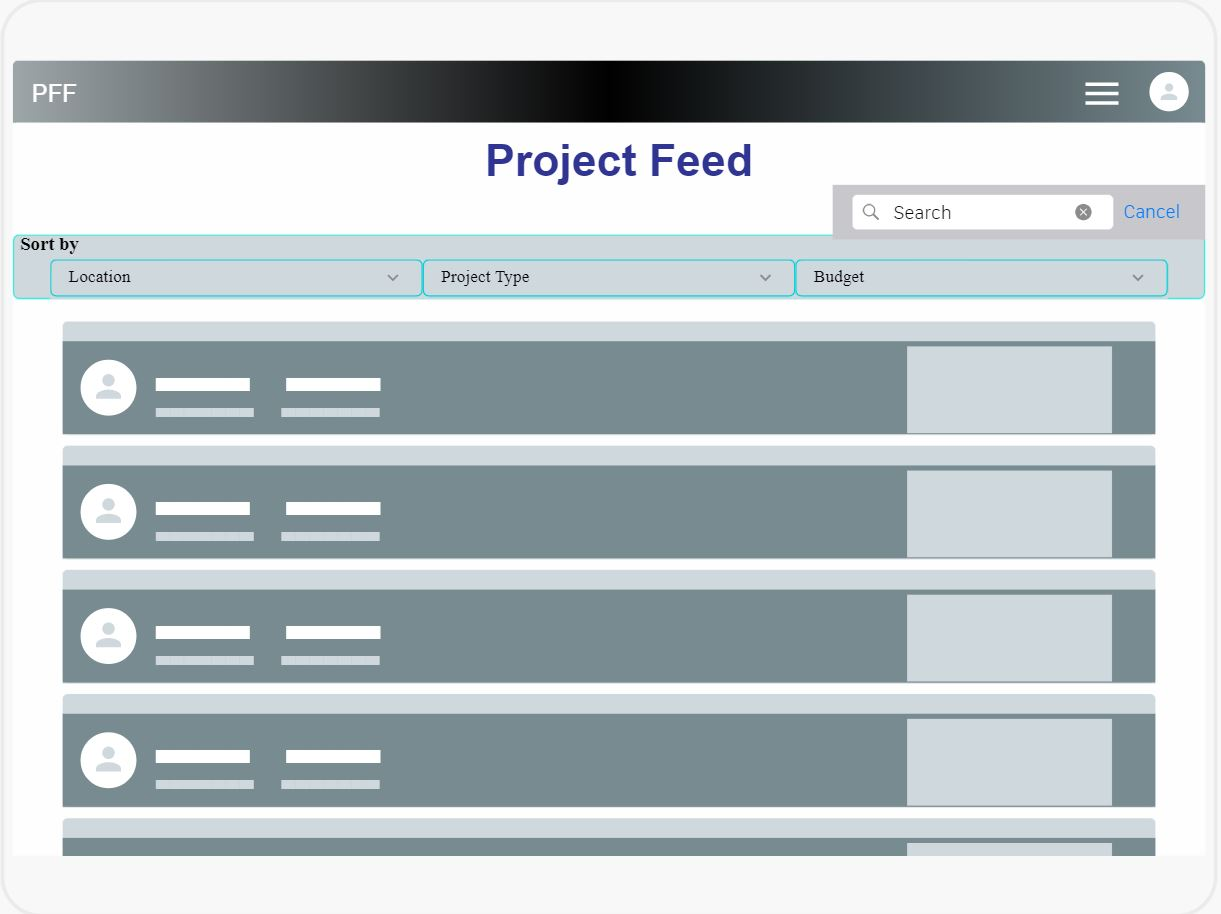 PFF
Project Feed
Search Cancel
Sort by
Location Project Type Budget